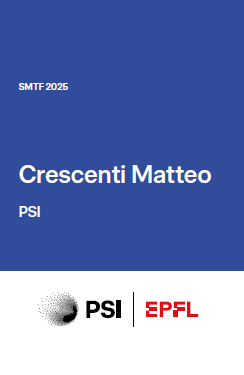 SMTF 2025
Crescenti Matteo
PSI
PSI EPFL